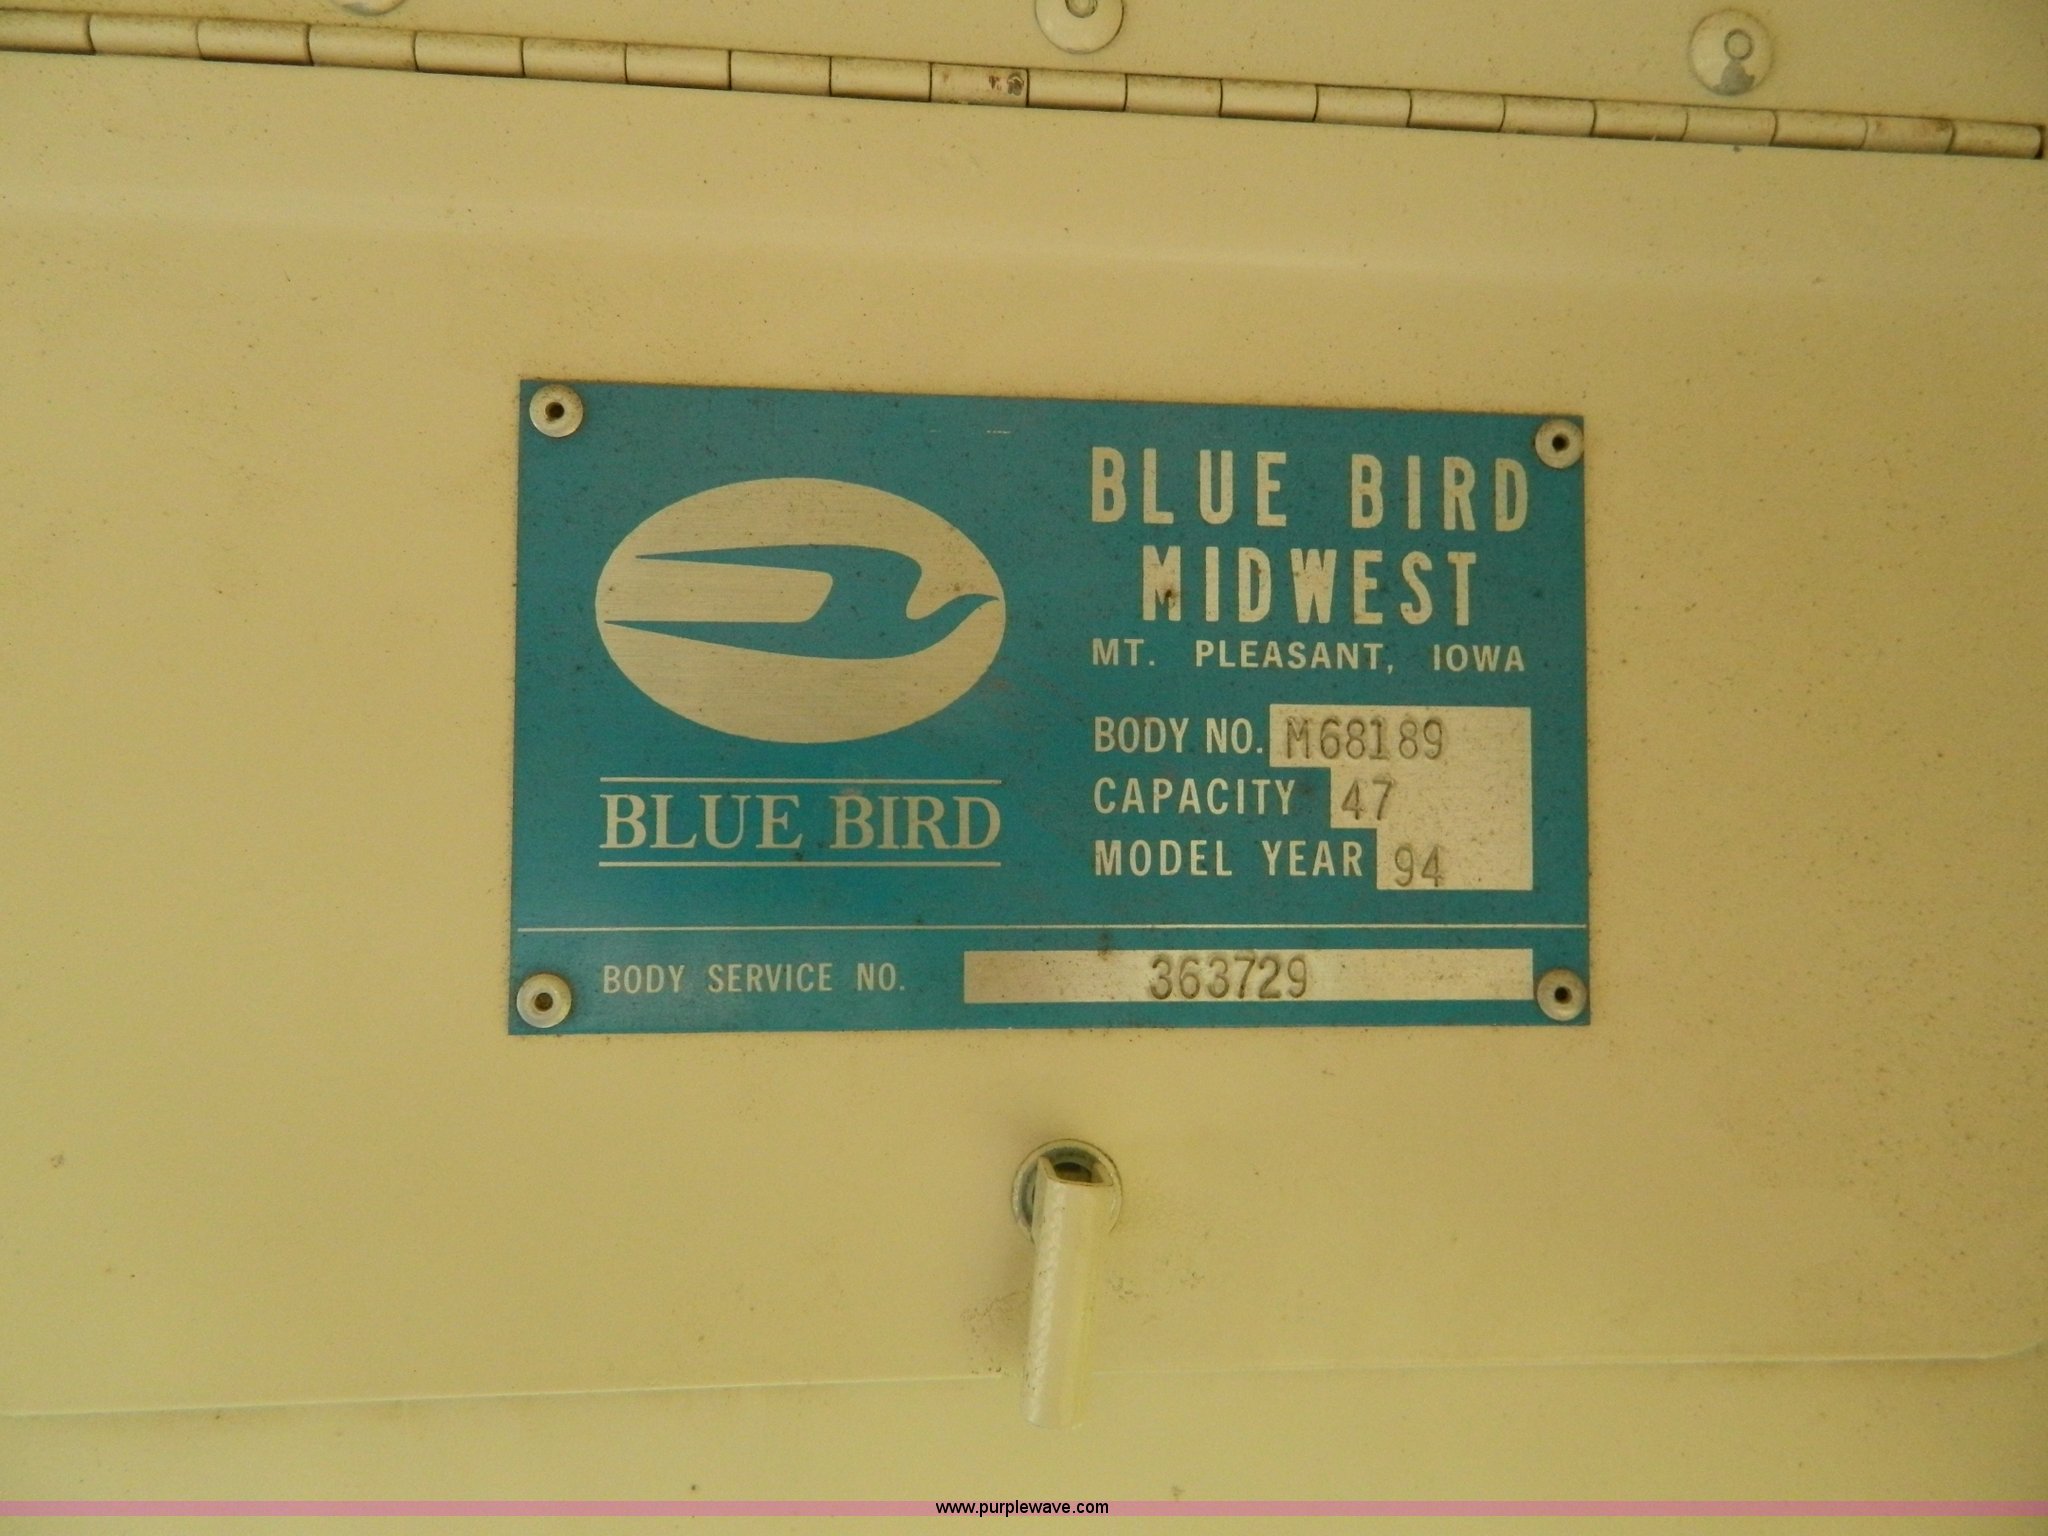 BLUE BIRD
MIDWEST
MT. PLEASANT, IOWA
BODY NO. M68189
CAPACITY 47
MODEL YEAR 94
BLUE BIRD
BODY SERVICE NO. 363729
www.purplewave.com